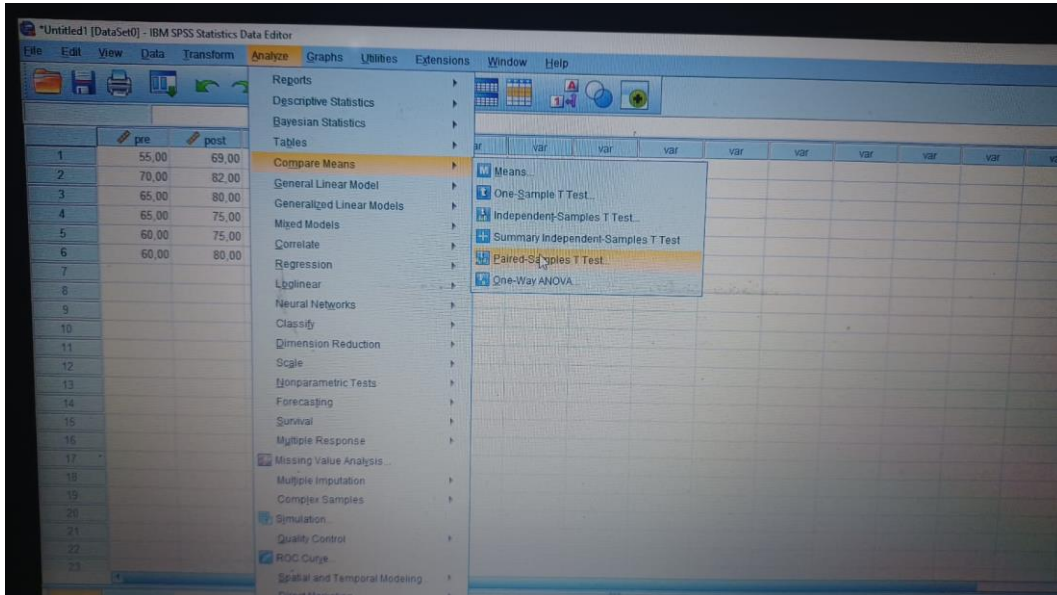 *Untitled1 [DataSet0] - IBM SPSS Statistics Data Editor
File Edit View Data Transform Analyze Graphs Utilities Extensions Window Help
pre post var var var var var var var
1 55,00 69,00
2 70,00 82,00
3 65,00 80,00
4 65,00 75,00
5 60,00 75,00
6 60,00 80,00
7
8
9
10
11
12
13
14
15
16
17
18
19
20
21
22
23
Reports
Descriptive Statistics
Bayesian Statistics
Tables
Compare Means
General Linear Model
Generalized Linear Models
Mixed Models
Correlate
Regression
Loglinear
Neural Networks
Classify
Dimension Reduction
Scale
Nonparametric Tests
Forecasting
Survival
Multiple Response
Missing Value Analysis...
Multiple Imputation
Complex Samples
Simulation...
Quality Control
ROC Curve...
Spatial and Temporal Modeling
Means...
One-Sample T Test...
Independent-Samples T Test...
Summary Independent-Samples T Test
Paired-Samples T Test...
One-Way ANOVA...